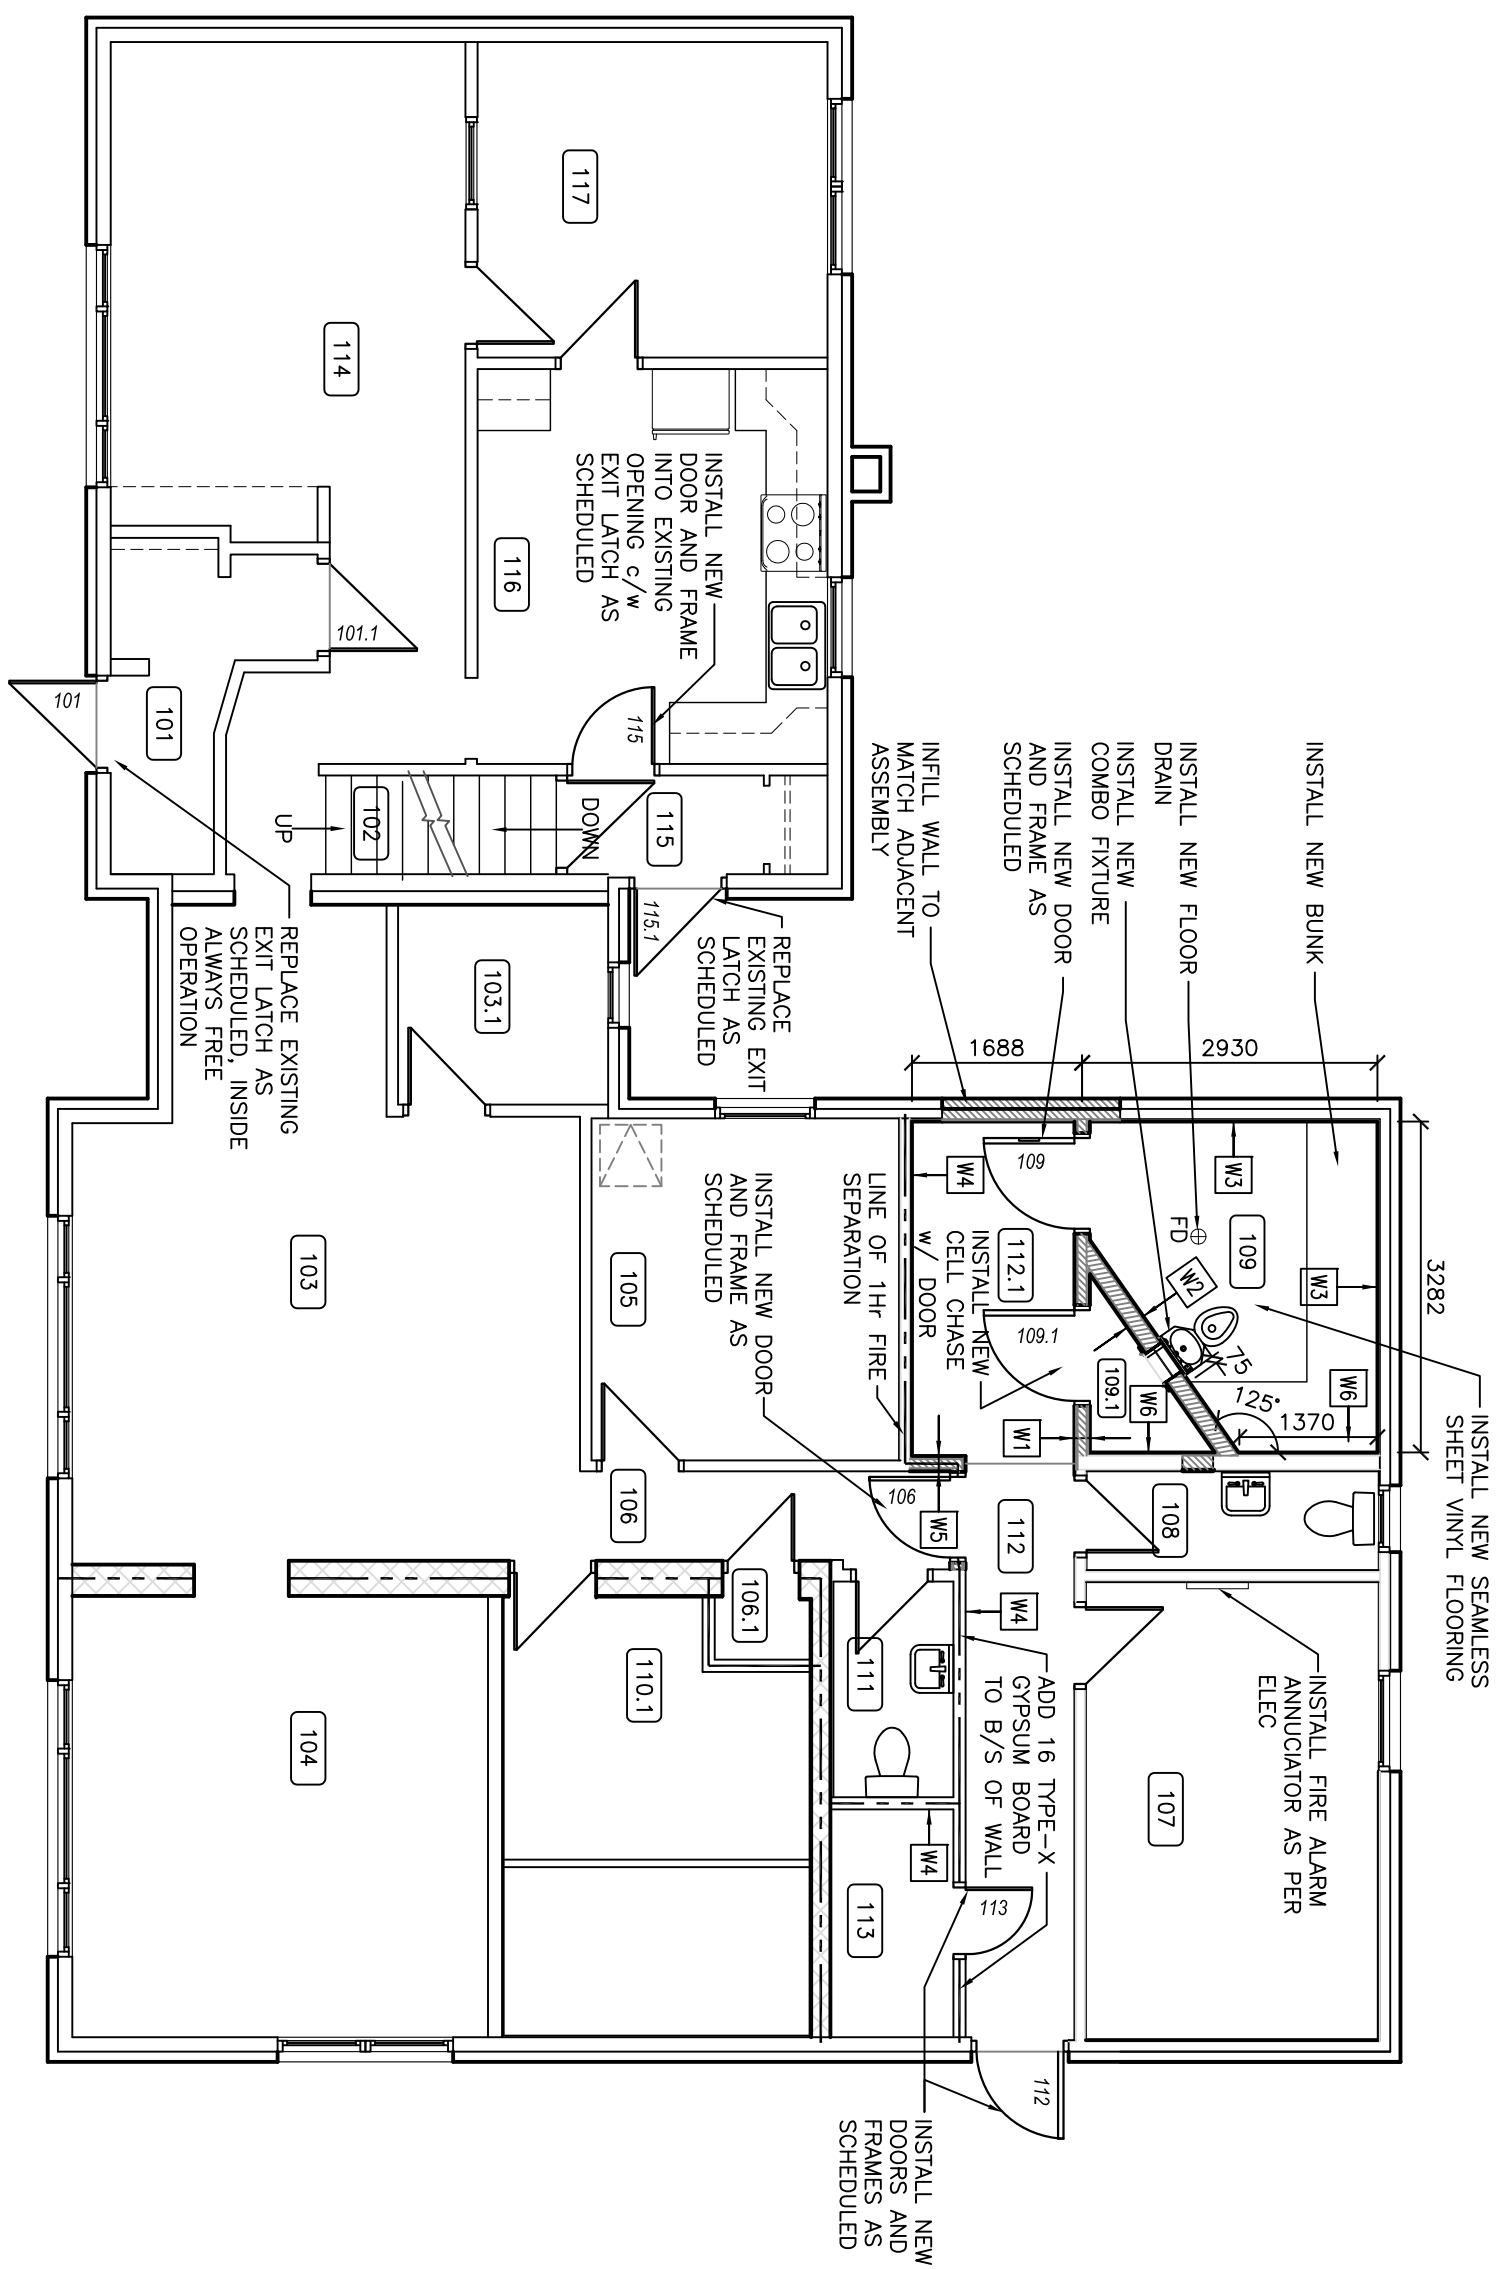 INSTALL NEW SEAMLESS
SHEET VINYL FLOORING
3282
INSTALL NEW BUNK
INSTALL NEW FLOOR
DRAIN
INSTALL NEW
COMBO FIXTURE
INSTALL NEW DOOR
AND FRAME AS
SCHEDULED
INFILL WALL TO
MATCH ADJACENT
ASSEMBLY
2930
1688
W3
W3
W6
109
FD
W2
75
125°
1370
W6
109.1
W1
109
109.1
112.1
W4
INSTALL NEW
CELL CHASE
w/ DOOR
LINE OF 1Hr FIRE
SEPARATION
INSTALL FIRE ALARM
ANNUCIATOR AS PER
ELEC
107
108
112
106
W5
W4
ADD 16 TYPE-X
GYPSUM BOARD
TO B/S OF WALL
111
W4
113
113
112
INSTALL NEW
DOORS AND
FRAMES AS
SCHEDULED
INSTALL NEW DOOR
AND FRAME AS
SCHEDULED
105
106
106.1
110.1
103
104
103.1
REPLACE
EXISTING EXIT
LATCH AS
SCHEDULED
115.1
115
115
INSTALL NEW
DOOR AND FRAME
INTO EXISTING
OPENING c/w
EXIT LATCH AS
SCHEDULED
117
116
114
DOWN
102
UP
101.1
101
101
REPLACE EXISTING
EXIT LATCH AS
SCHEDULED, INSIDE
ALWAYS FREE
OPERATION